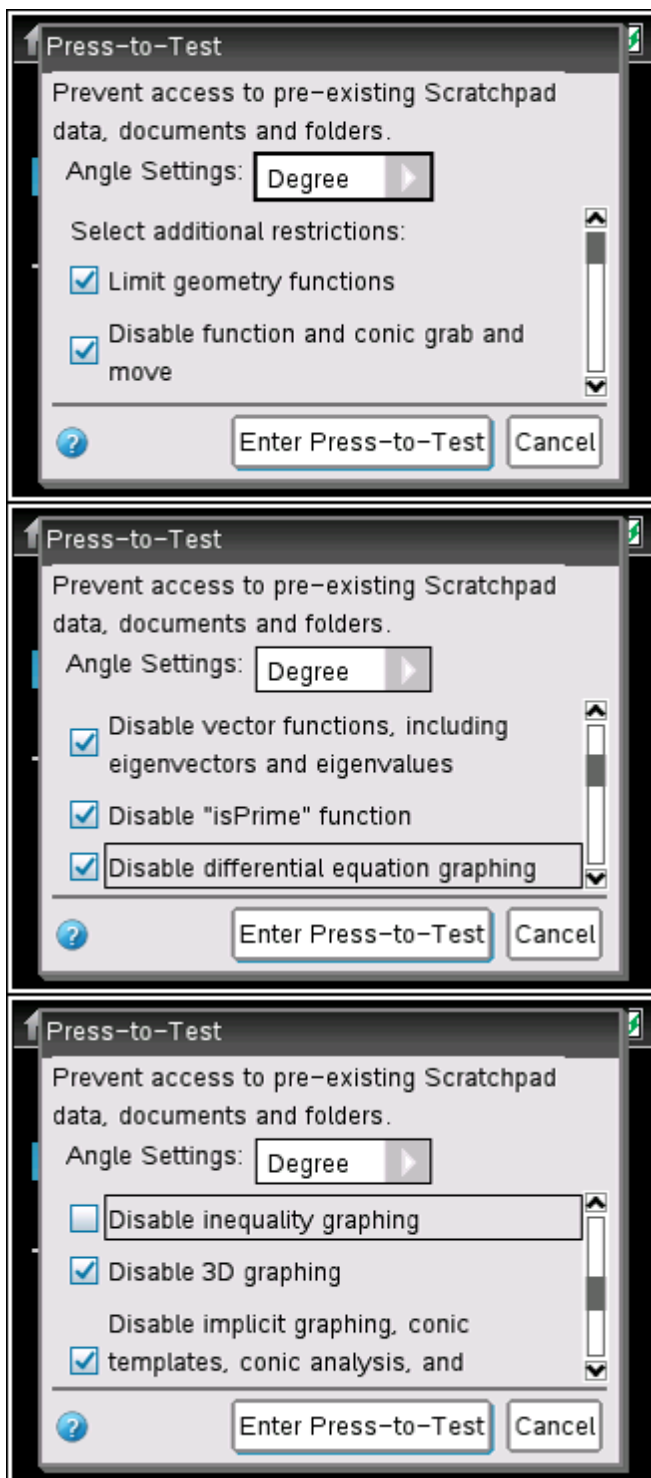 Press-to-Test
Prevent access to pre-existing Scratchpad
data, documents and folders.
Angle Settings: Degree
Select additional restrictions:
Limit geometry functions
Disable function and conic grab and
move
? Enter Press-to-Test Cancel
Press-to-Test
Prevent access to pre-existing Scratchpad
data, documents and folders.
Angle Settings: Degree
Disable vector functions, including
eigenvectors and eigenvalues
Disable "isPrime" function
Disable differential equation graphing
? Enter Press-to-Test Cancel
Press-to-Test
Prevent access to pre-existing Scratchpad
data, documents and folders.
Angle Settings: Degree
Disable inequality graphing
Disable 3D graphing
Disable implicit graphing, conic
templates, conic analysis, and
? Enter Press-to-Test Cancel